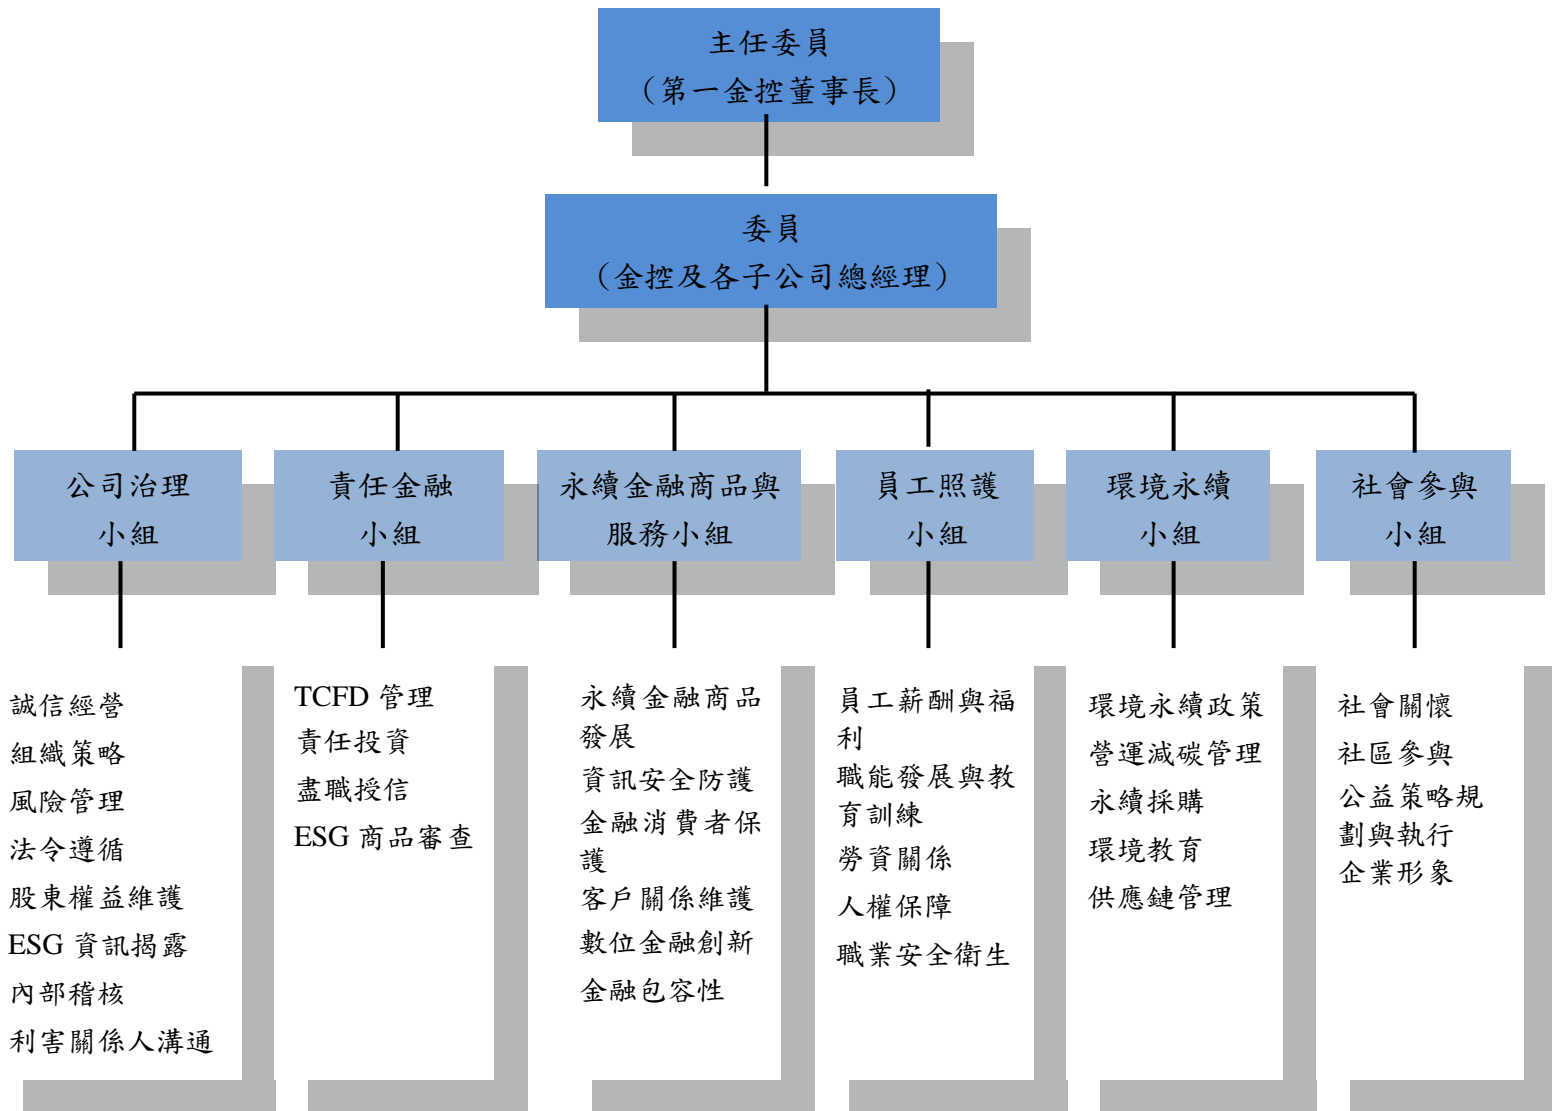 主任委員
（第一金控董事長）
委員
（金控及各子公司總經理）
公司治理
小組
責任金融
小組
永續金融商品與
服務小組
員工照護
小組
環境永續
小組
社會參與
小組
誠信經營
組織策略
風險管理
法令遵循
股東權益維護
ESG 資訊揭露
內部稽核
利害關係人溝通
TCFD 管理
責任投資
盡職授信
ESG 商品審查
永續金融商品
發展
資訊安全防護
金融消費者保
護
客戶關係維護
數位金融創新
金融包容性
員工薪酬與福
利
職能發展與教
育訓練
勞資關係
人權保障
職業安全衛生
環境永續政策
營運減碳管理
永續採購
環境教育
供應鏈管理
社會關懷
社區參與
公益策略規
劃與執行
企業形象